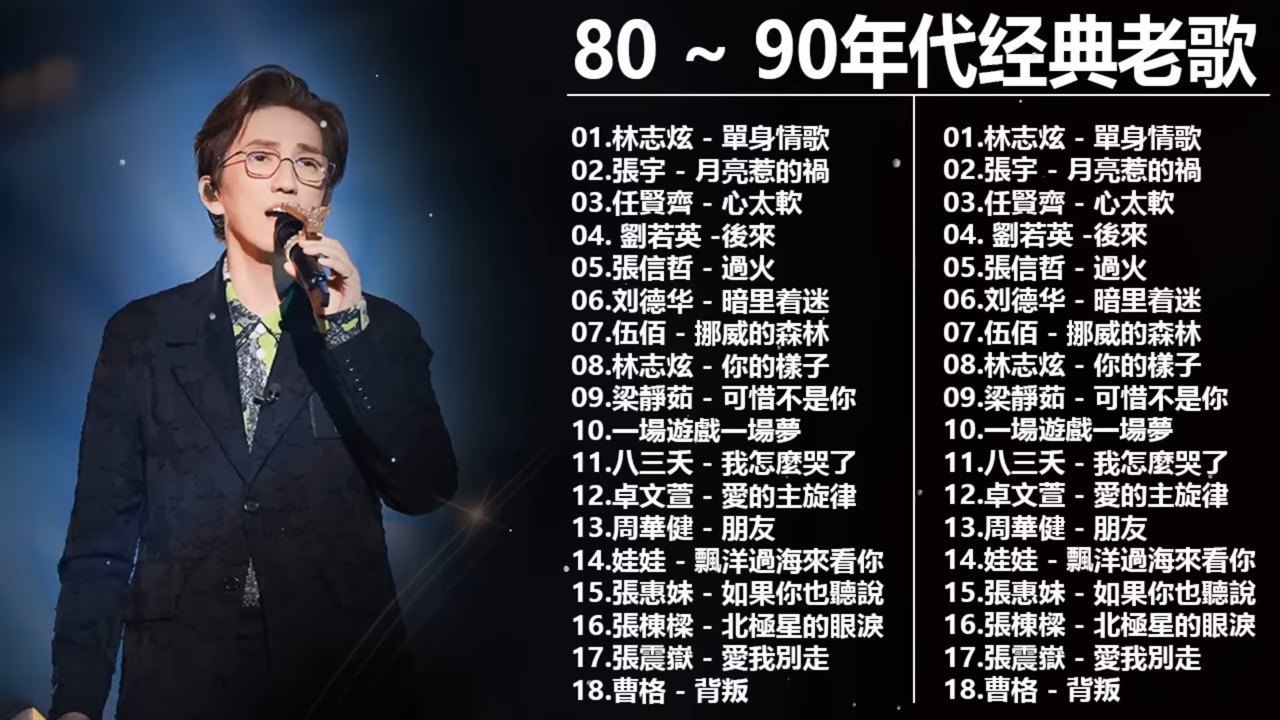 80 ~ 90年代经典老歌
01.林志炫 - 單身情歌
02.張宇 - 月亮惹的禍
03.任賢齊 - 心太軟
04. 劉若英 -後來
05.張信哲 - 過火
06.刘德华 - 暗里着迷
07.伍佰 - 挪威的森林
08.林志炫 - 你的樣子
09.梁靜茹 - 可惜不是你
10.一場遊戲一場夢
11.八三夭 - 我怎麼哭了
12.卓文萱 - 愛的主旋律
13.周華健 - 朋友
14.娃娃 - 飄洋過海來看你
15.張惠妹 - 如果你也聽說
16.張棟樑 - 北極星的眼淚
17.張震嶽 - 愛我別走
18.曹格 - 背叛
01.林志炫 - 單身情歌
02.張宇 - 月亮惹的禍
03.任賢齊 - 心太軟
04. 劉若英 -後來
05.張信哲 - 過火
06.刘德华 - 暗里着迷
07.伍佰 - 挪威的森林
08.林志炫 - 你的樣子
09.梁靜茹 - 可惜不是你
10.一場遊戲一場夢
11.八三夭 - 我怎麼哭了
12.卓文萱 - 愛的主旋律
13.周華健 - 朋友
14.娃娃 - 飄洋過海來看你
15.張惠妹 - 如果你也聽說
16.張棟樑 - 北極星的眼淚
17.張震嶽 - 愛我別走
18.曹格 - 背叛